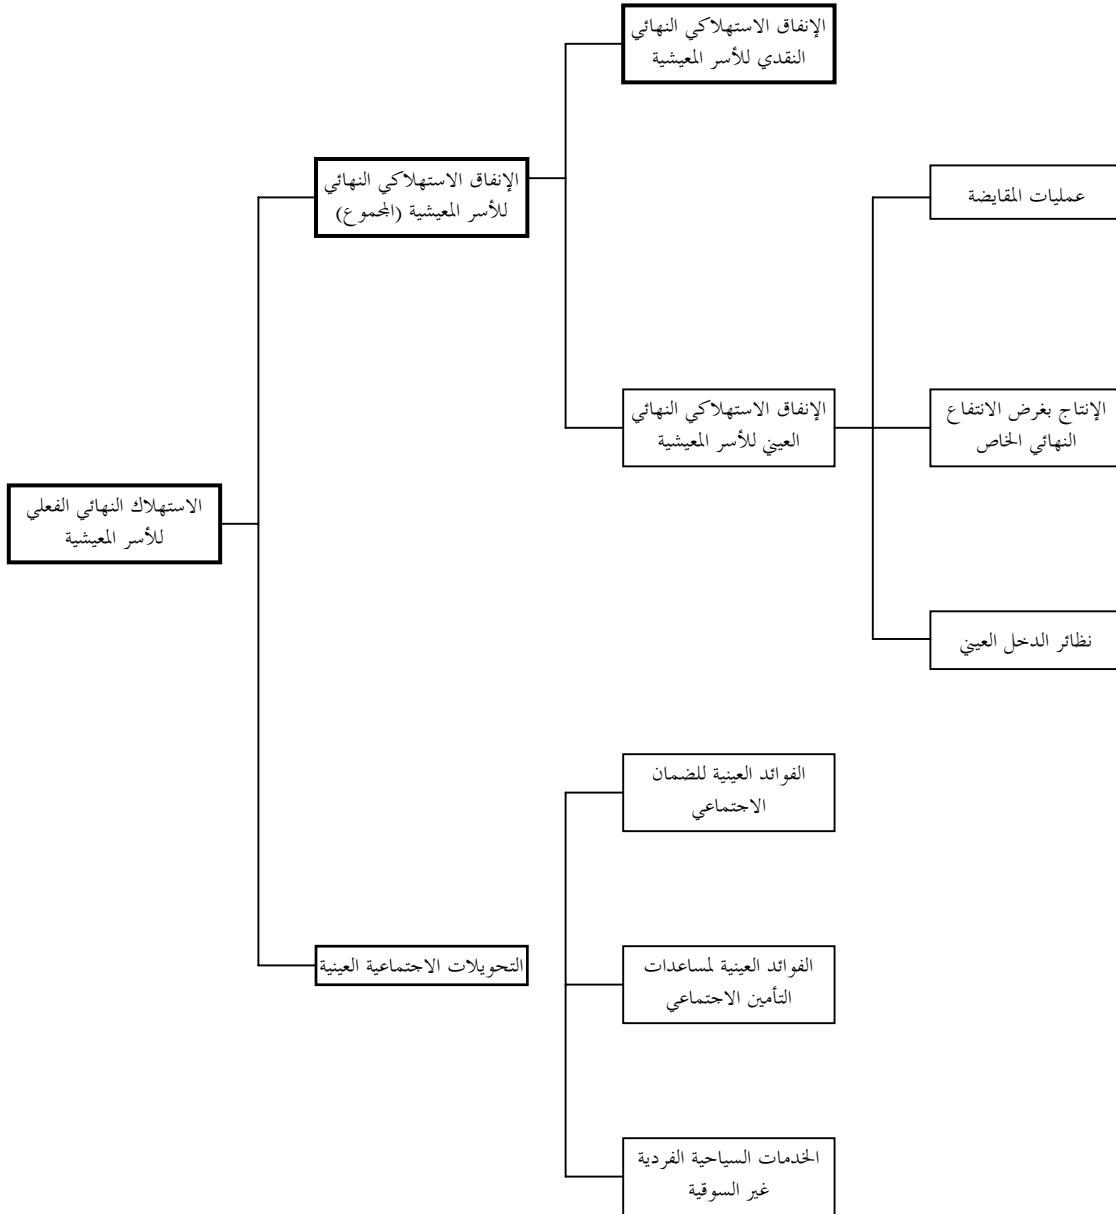 الإنفاق الاستهلاكي النهائي
النقدي للأسر المعيشية
الإنفاق الاستهلاكي النهائي
للأسر المعيشية (المجموع)
عمليات المقايضة
الإنفاق الاستهلاكي النهائي
العيني للأسر المعيشية
الإنتاج بغرض الانتفاع
النهائي الخاص
الاستهلاك النهائي الفعلي
للأسر المعيشية
نظائر الدخل العيني
الفوائد العينية للضمان
الاجتماعي
التحويلات الاجتماعية العينية
الفوائد العينية لمساعدات
التأمين الاجتماعي
الخدمات السياحية الفردية
غير السوقية